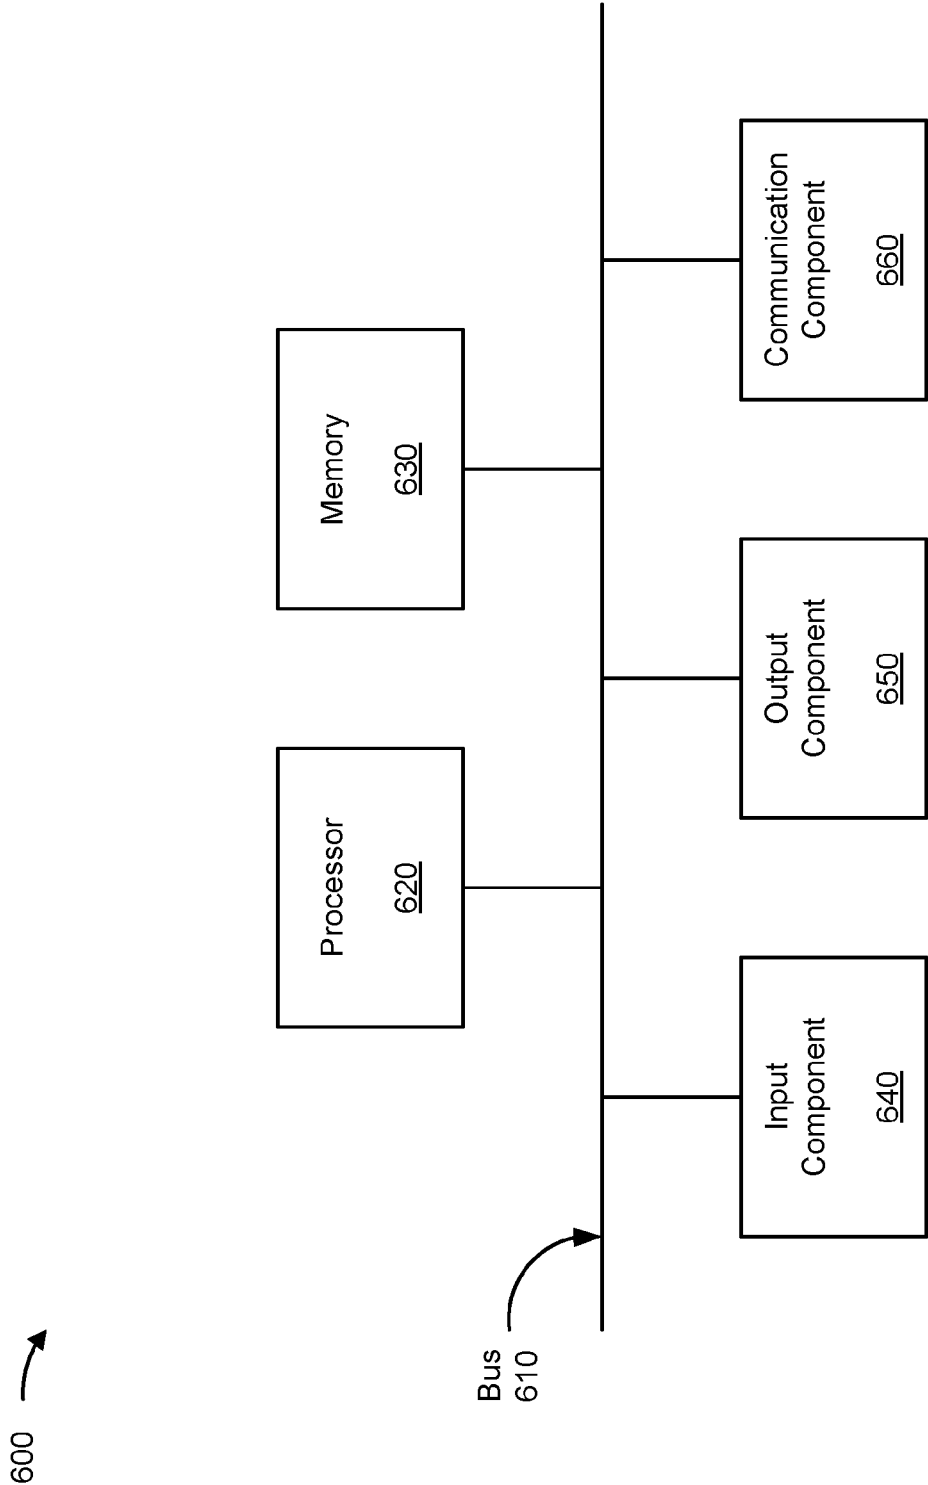 600
Processor
620
Memory
630
Bus
610
Input
Component
640
Output
Component
650
Communication
Component
660